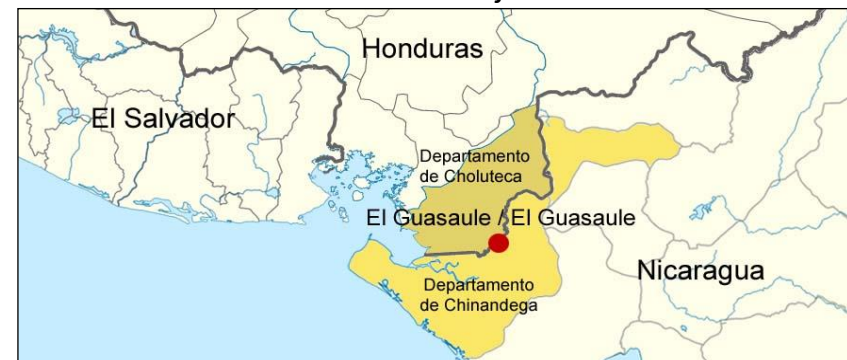 Honduras
El Salvador
Departamento
de Choluteca
El Guasaule / El Guasaule
Nicaragua
Departamento
de Chinandega